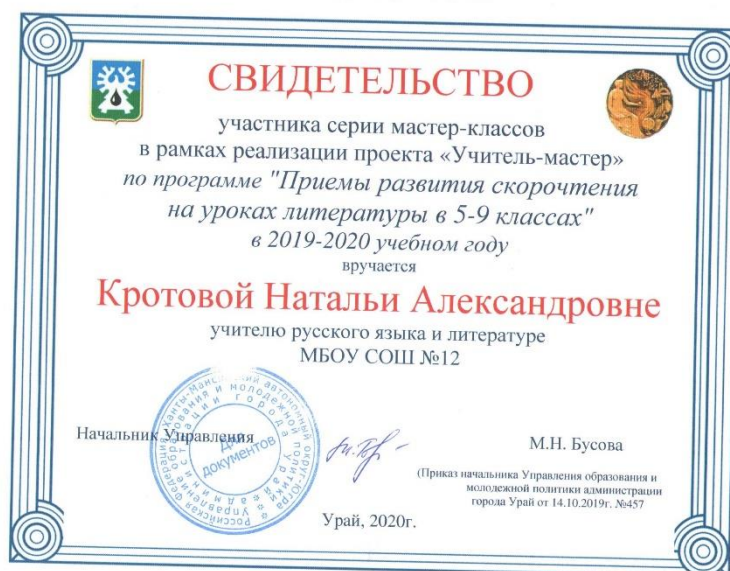 СВИДЕТЕЛЬСТВО
участника серии мастер-классов
в рамках реализации проекта «Учитель-мастер»
по программе "Приемы развития скорочтения
на уроках литературы в 5-9 классах"
в 2019-2020 учебном году
вручается
Кротовой Натальи Александровне
учителю русского языка и литературе
МБОУ СОШ №12
Начальник Управления
Для
документов
М.Н. Бусова
(Приказ начальника Управления образования и
молодежной политики администрации
города Урай от 14.10.2019г. №457
Урай, 2020г.